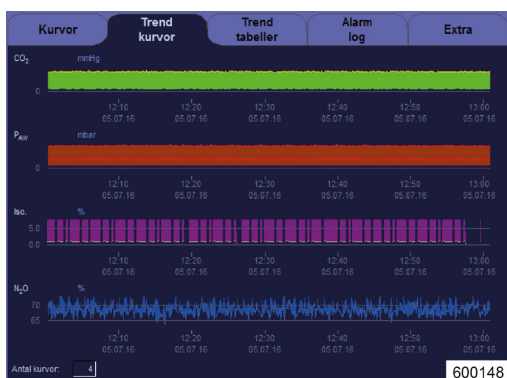 Kurvor
Trend kurvor
Trend tabeller
Alarm log
Extra
CO₂ mmHg
0
12:10 12:20 12:30 12:40 12:50 13:00
05.07.16 05.07.16 05.07.16 05.07.16 05.07.16 05.07.16
PAW mbar
0
12:10 12:20 12:30 12:40 12:50 13:00
05.07.16 05.07.16 05.07.16 05.07.16 05.07.16 05.07.16
Iso. %
5.0
0.0
12:10 12:20 12:30 12:40 12:50 13:00
05.07.16 05.07.16 05.07.16 05.07.16 05.07.16 05.07.16
N₂O %
70
65
12:10 12:20 12:30 12:40 12:50 13:00
05.07.16 05.07.16 05.07.16 05.07.16 05.07.16 05.07.16
Antal kurvor: 4
600148